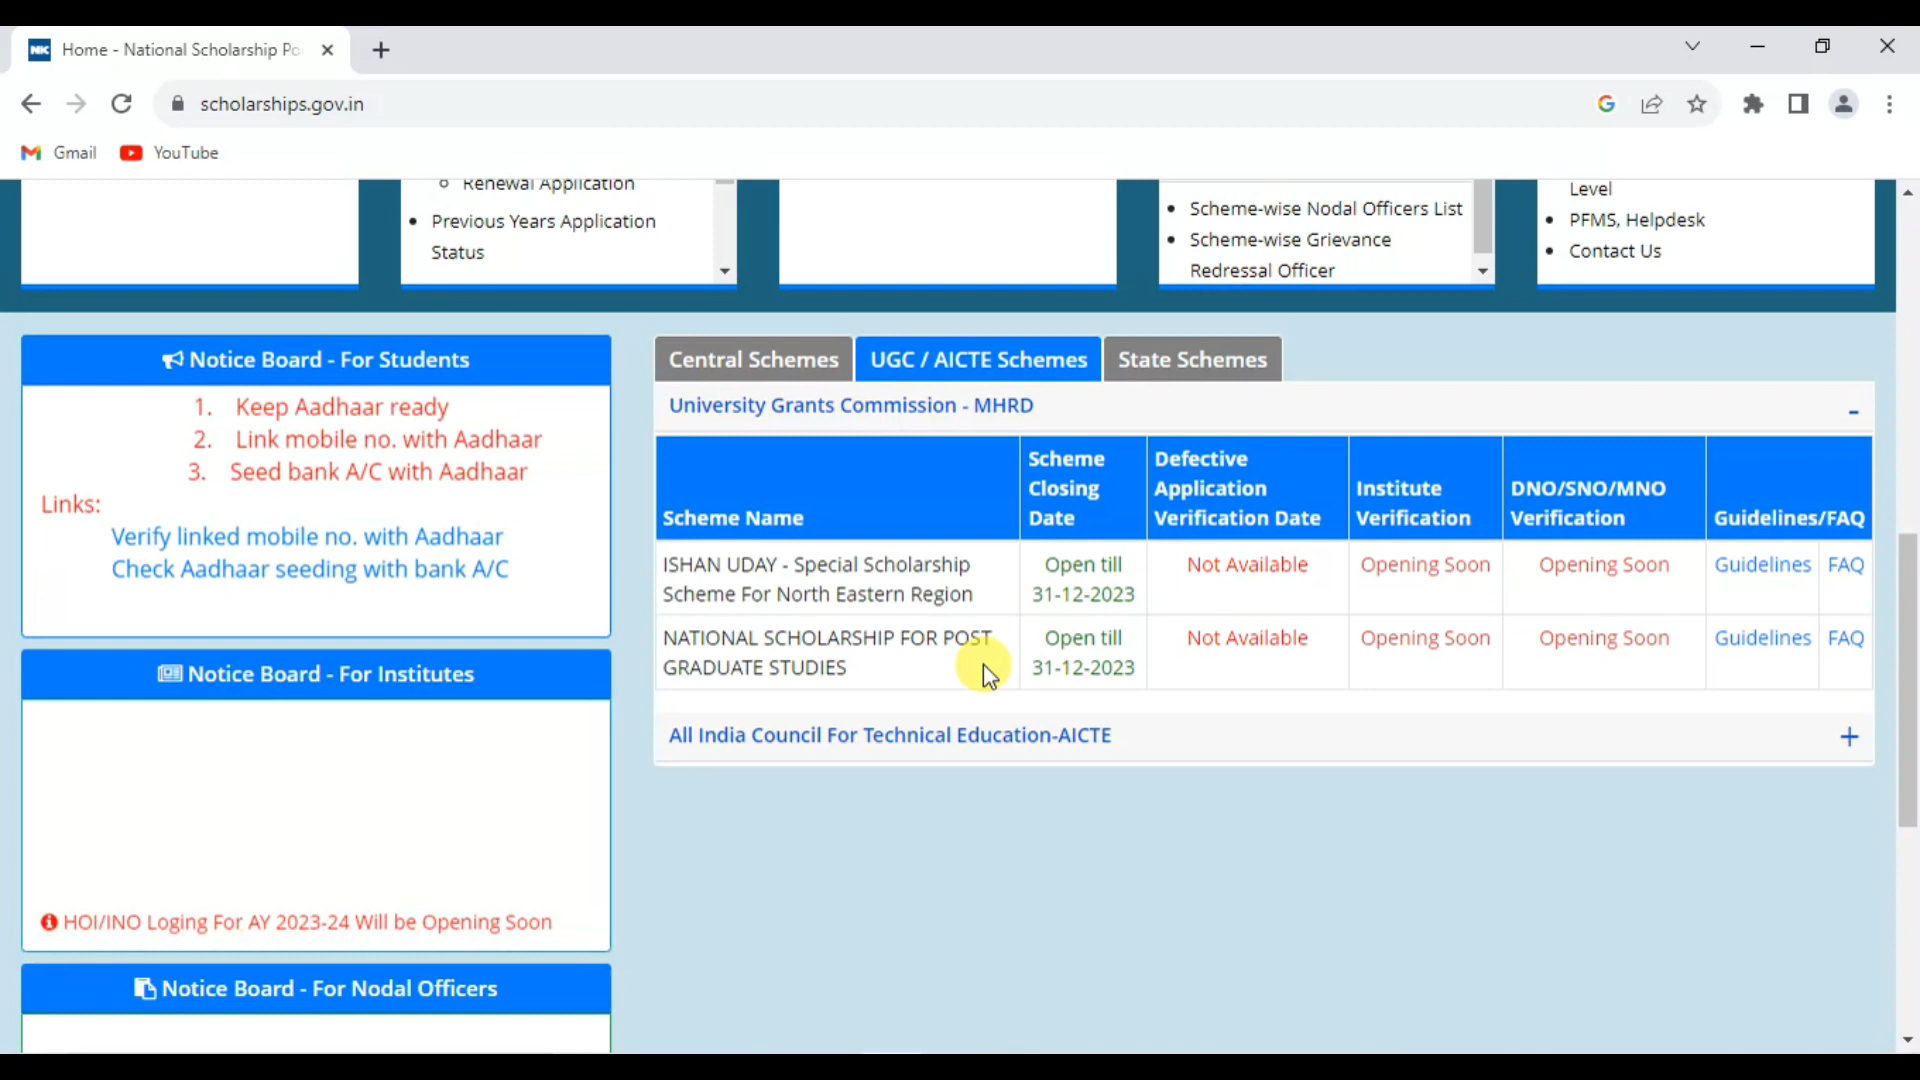 Home - National Scholarship Po
scholarships.gov.in
Gmail
YouTube
Renewal Application
Previous Years Application
Status
Scheme-wise Nodal Officers List
Scheme-wise Grievance
Redressal Officer
Level
PFMS, Helpdesk
Contact Us
Notice Board - For Students
1. Keep Aadhaar ready
2. Link mobile no. with Aadhaar
3. Seed bank A/C with Aadhaar
Links:
Verify linked mobile no. with Aadhaar
Check Aadhaar seeding with bank A/C
Notice Board - For Institutes
HOI/INO Loging For AY 2023-24 Will be Opening Soon
Notice Board - For Nodal Officers
Central Schemes
UGC / AICTE Schemes
State Schemes
University Grants Commission - MHRD
-
Scheme Name
Scheme
Closing
Date
Defective
Application
Verification Date
Institute
Verification
DNO/SNO/MNO
Verification
Guidelines/FAQ
ISHAN UDAY - Special Scholarship
Scheme For North Eastern Region
Open till
31-12-2023
Not Available
Opening Soon
Opening Soon
Guidelines
FAQ
NATIONAL SCHOLARSHIP FOR POST
GRADUATE STUDIES
Open till
31-12-2023
Not Available
Opening Soon
Opening Soon
Guidelines
FAQ
All India Council For Technical Education-AICTE
+